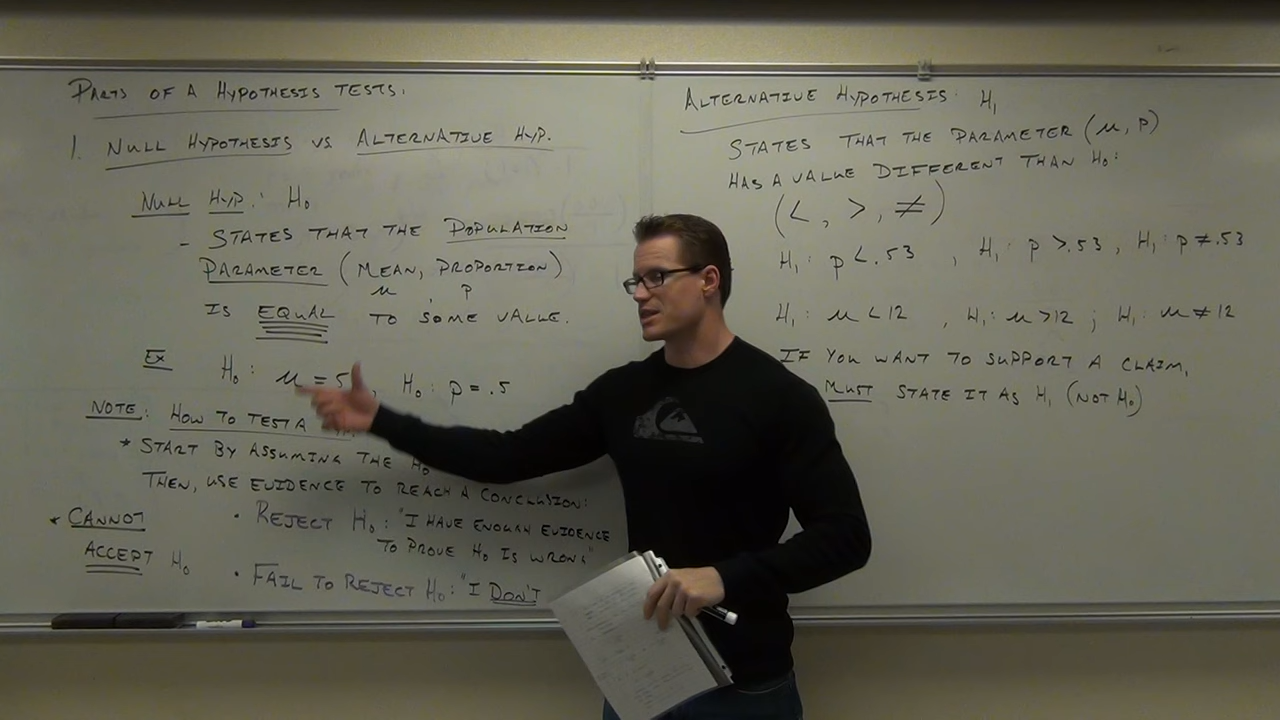 PARTS OF A HYPOTHESIS TESTS.
1. NULL HYPOTHESIS VS. ALTERNATIVE HYP.
NULL HYP.: H₀
- STATES THAT THE POPULATION
PARAMETER (MEAN, PROPORTION)
μ , p
IS EQUAL TO SOME VALUE.
EX H₀: μ = 5 , H₀: p = .5
NOTE: HOW TO TEST A
* START BY ASSUMING THE H₀
THEN, USE EVIDENCE TO REACH A CONCLUSION:
* CANNOT
ACCEPT H₀
• REJECT H₀: "I HAVE ENOUGH EVIDENCE
TO PROVE H₀ IS WRONG"
• FAIL TO REJECT H₀: "I DON'T
ALTERNATIVE HYPOTHESIS: H₁
STATES THAT THE PARAMETER (μ, p)
HAS A VALUE DIFFERENT THAN H₀:
(<, >, ≠)
H₁: p < .53 , H₁: p > .53, H₁: p ≠ .53
H₁: μ < 12 , H₁: μ > 12 ; H₁: μ ≠ 12
IF YOU WANT TO SUPPORT A CLAIM,
MUST STATE IT AS H₁ (NOT H₀)